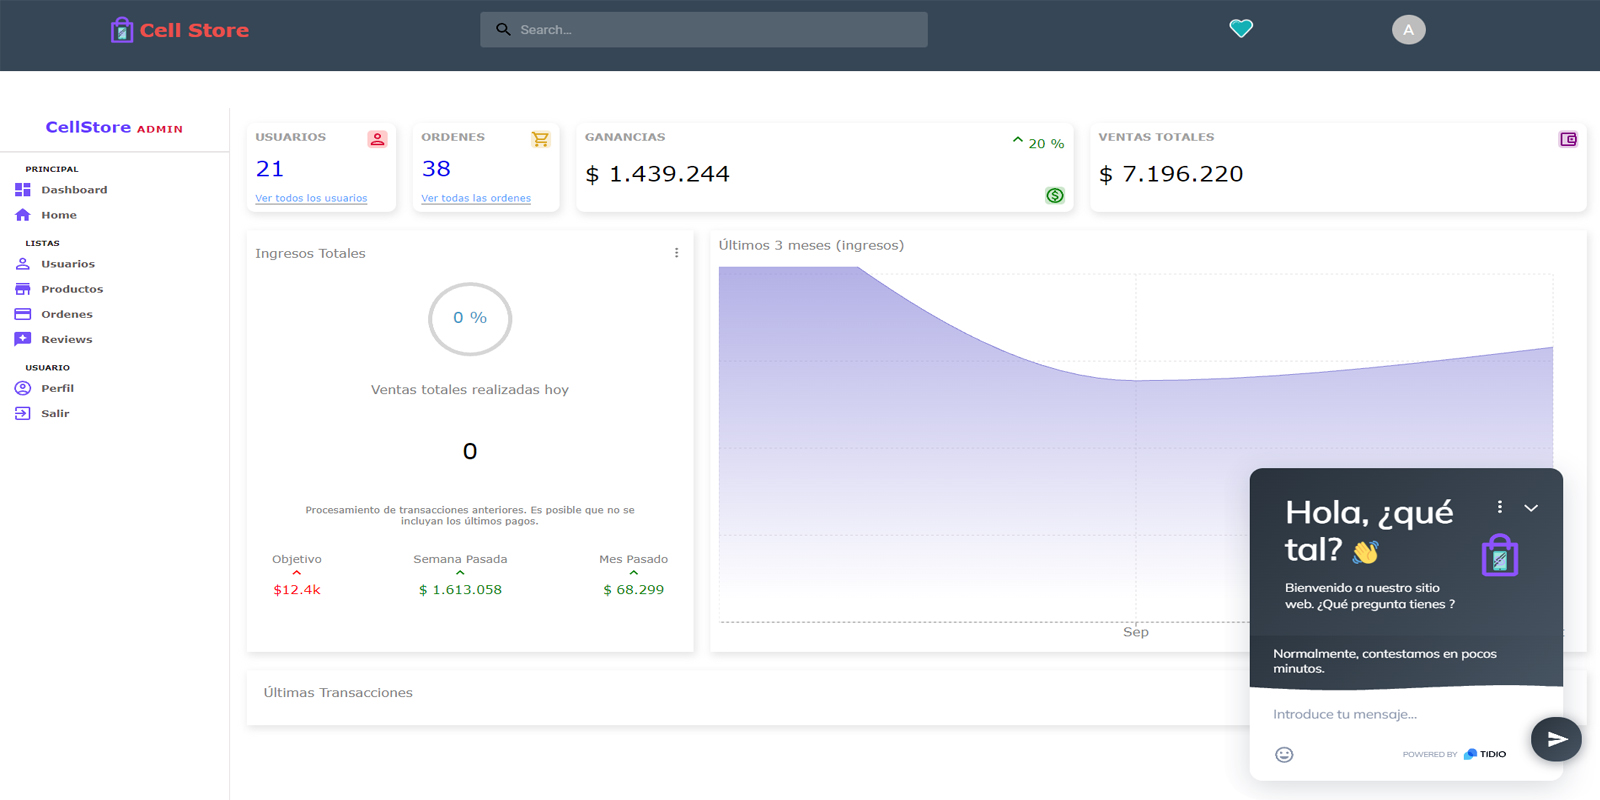 Cell Store
Search...
A
CellStore ADMIN
PRINCIPAL
Dashboard
Home
LISTAS
Usuarios
Productos
Ordenes
Reviews
USUARIO
Perfil
Salir
USUARIOS
21
Ver todos los usuarios
ORDENES
38
Ver todas las ordenes
GANANCIAS
20 %
$ 1.439.244
VENTAS TOTALES
$ 7.196.220
Ingresos Totales
0 %
Ventas totales realizadas hoy
0
Procesamiento de transacciones anteriores. Es posible que no se
incluyan los últimos pagos.
Objetivo
$12.4k
Semana Pasada
$ 1.613.058
Mes Pasado
$ 68.299
Últimos 3 meses (ingresos)
Sep
Últimas Transacciones
Hola, ¿qué
tal? 👋
Bienvenido a nuestro sitio
web. ¿Qué pregunta tienes ?
Normalmente, contestamos en pocos
minutos.
Introduce tu mensaje...
POWERED BY TIDIO